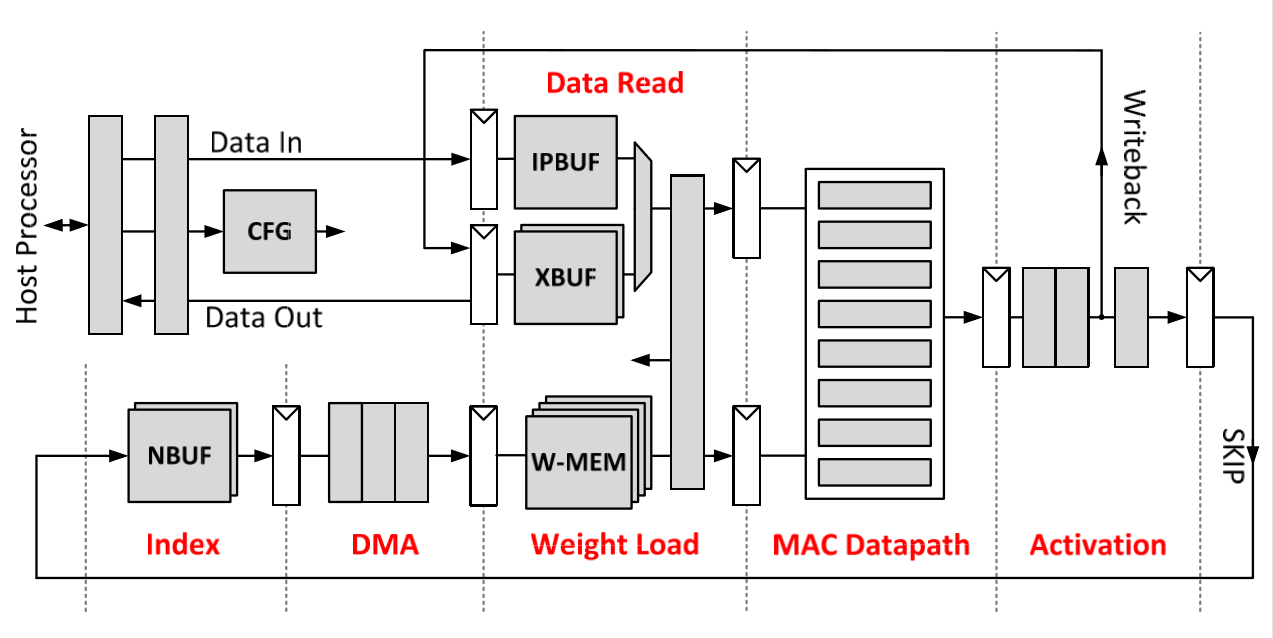 Data Read
Writeback
Host Processor
Data In
IPBUF
CFG
XBUF
Data Out
SKIP
NBUF
W-MEM
Index
DMA
Weight Load
MAC Datapath
Activation